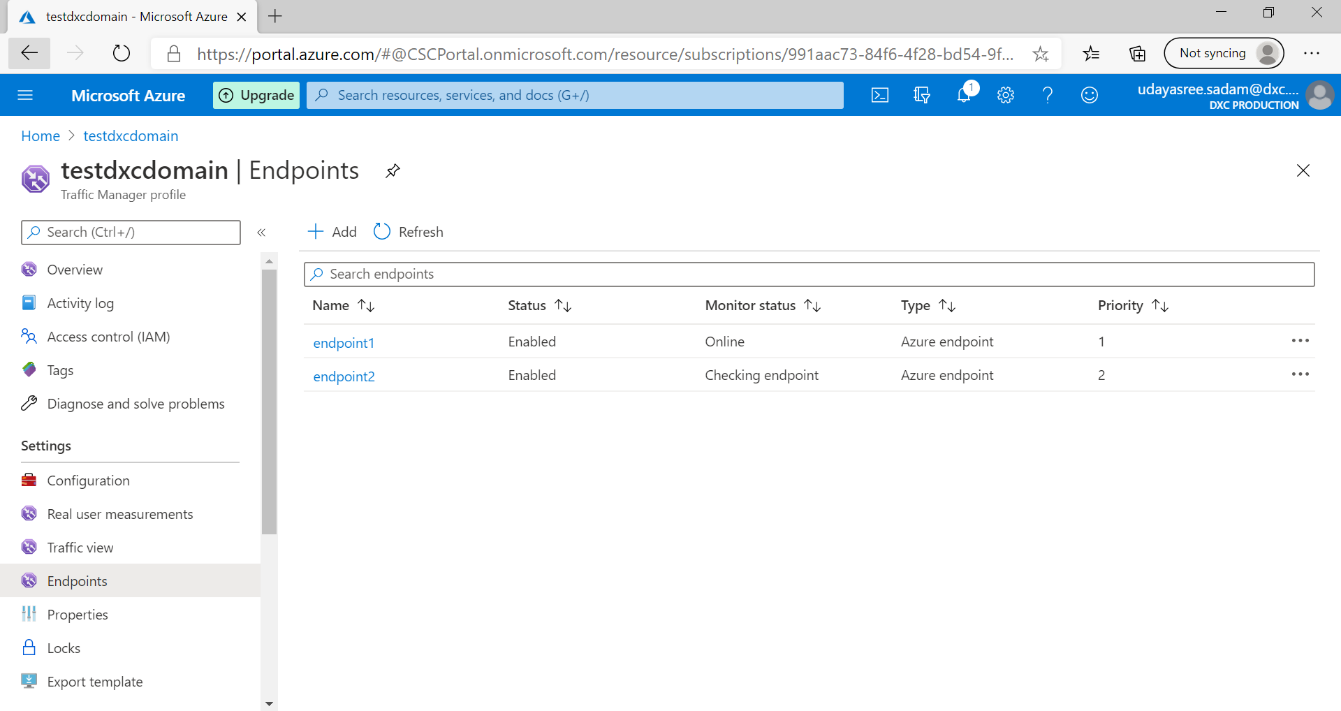 testdxcdomain - Microsoft Azure
https://portal.azure.com/#@CSCPortal.onmicrosoft.com/resource/subscriptions/991aac73-84f6-4f28-bd54-9f...
Not syncing
Microsoft Azure
Upgrade
Search resources, services, and docs (G+/)
1
udayasree.sadam@dxc....
DXC PRODUCTION
Home > testdxcdomain
testdxcdomain | Endpoints
Traffic Manager profile
Search (Ctrl+/)
«
Overview
Activity log
Access control (IAM)
Tags
Diagnose and solve problems
Settings
Configuration
Real user measurements
Traffic view
Endpoints
Properties
Locks
Export template
Add
Refresh
Search endpoints
Name Status Monitor status Type Priority
endpoint1 Enabled Online Azure endpoint 1
endpoint2 Enabled Checking endpoint Azure endpoint 2